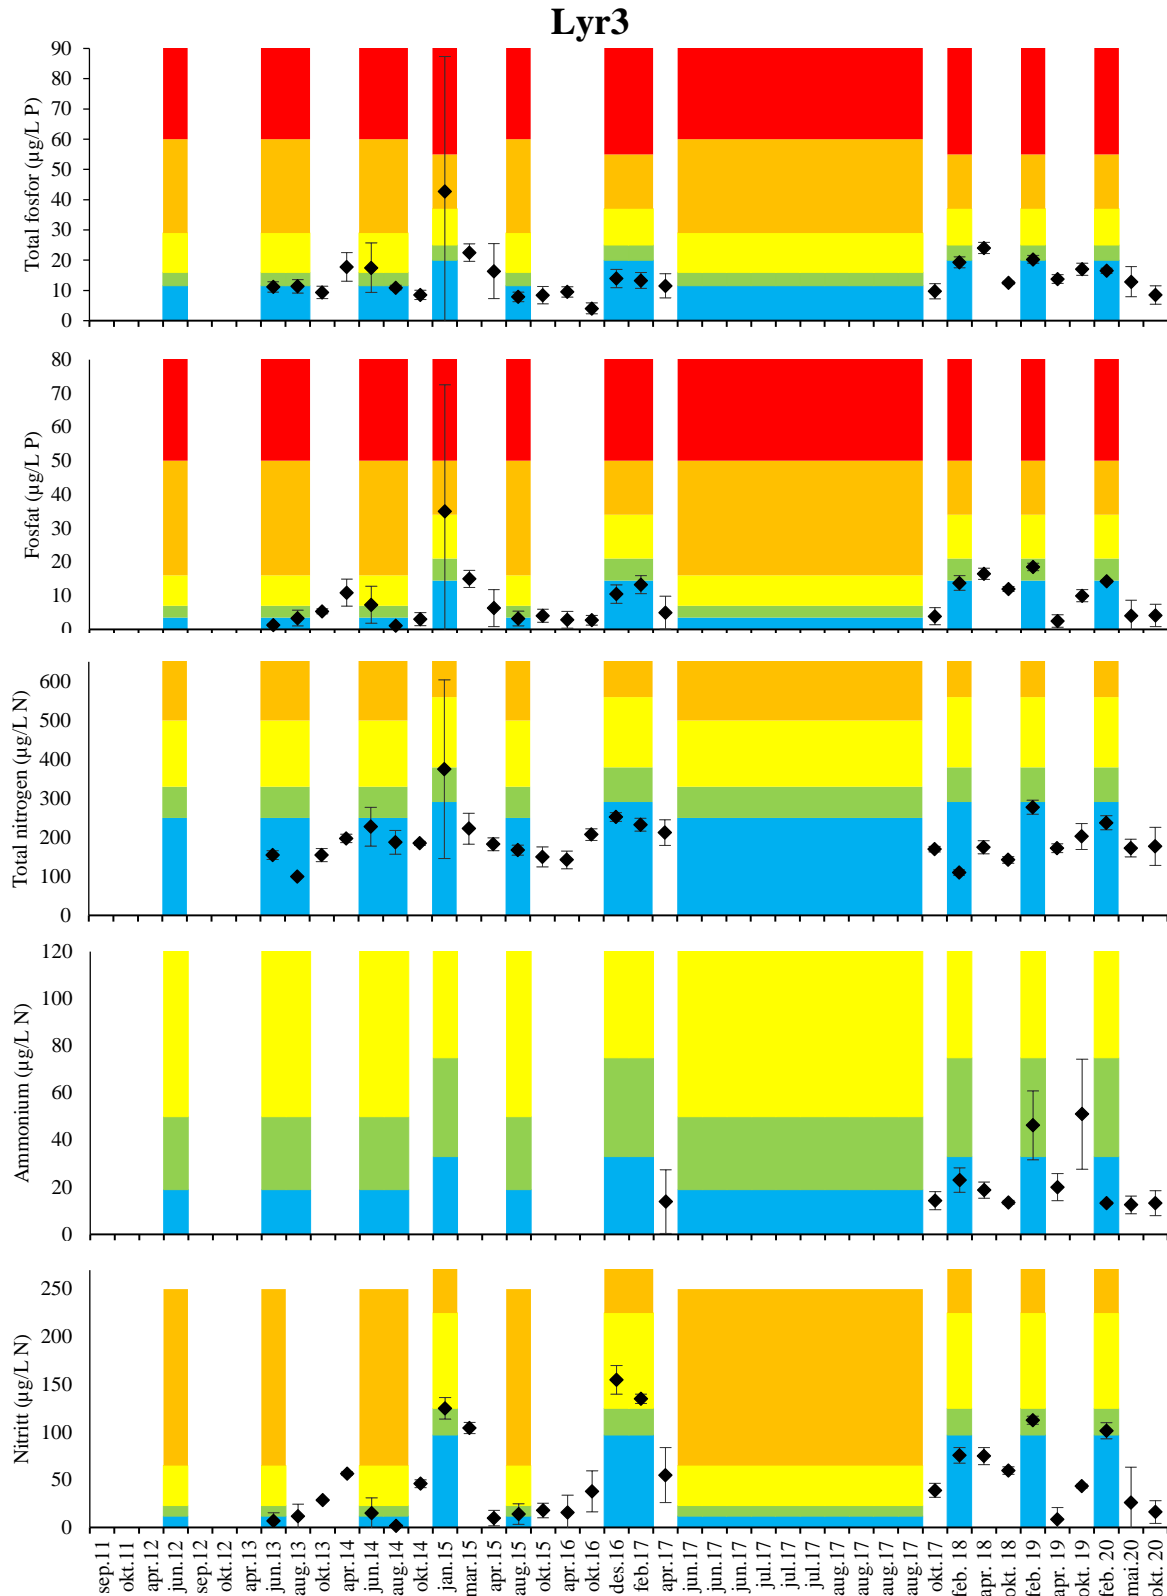 Lyr3
Total fosfor (µg/L P)
90
80
70
60
50
40
30
20
10
0
Fosfat (µg/L P)
80
70
60
50
40
30
20
10
0
Total nitrogen (µg/L N)
600
500
400
300
200
100
0
Ammonium (µg/L N)
120
100
80
60
40
20
0
Nitritt (µg/L N)
250
200
150
100
50
0
sep.11
okt.11
apr.12
jun.12
sep.12
okt.12
apr.13
jun.13
aug.13
okt.13
apr.14
jun.14
aug.14
okt.14
jan.15
mar.15
apr.15
aug.15
okt.15
apr.16
okt.16
des.16
feb.17
apr.17
jun.17
jun.17
jun.17
jul.17
jul.17
jul.17
aug.17
aug.17
aug.17
aug.17
okt.17
feb. 18
apr. 18
okt. 18
feb. 19
apr. 19
okt. 19
feb. 20
mai.20
okt. 20